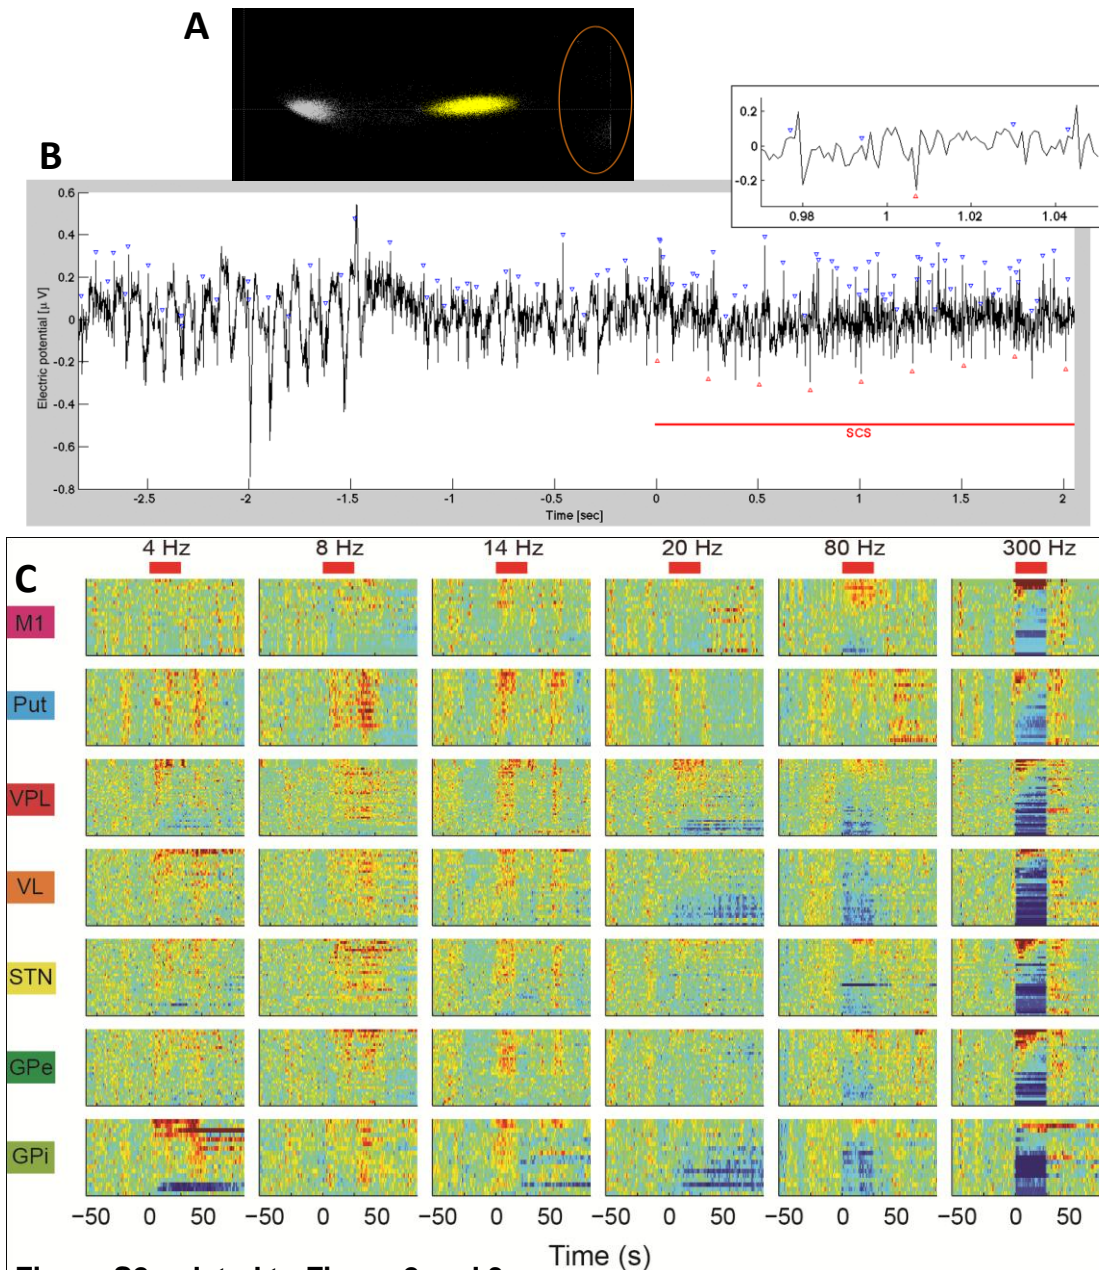 A
B
0.2
0
-0.2
0.98
1
1.02
1.04
0.6
0.4
0.2
0
-0.2
-0.4
-0.6
-0.8
Electric potential [μ V]
SCS
-2.5
-2
-1.5
-1
-0.5
0
0.5
1
1.5
2
Time [sec]
C
4 Hz
8 Hz
14 Hz
20 Hz
80 Hz
300 Hz
M1
Put
VPL
VL
STN
GPe
GPi
−50 0 50
−50 0 50
−50 0 50
−50 0 50
−50 0 50
−50 0 50
Time (s)